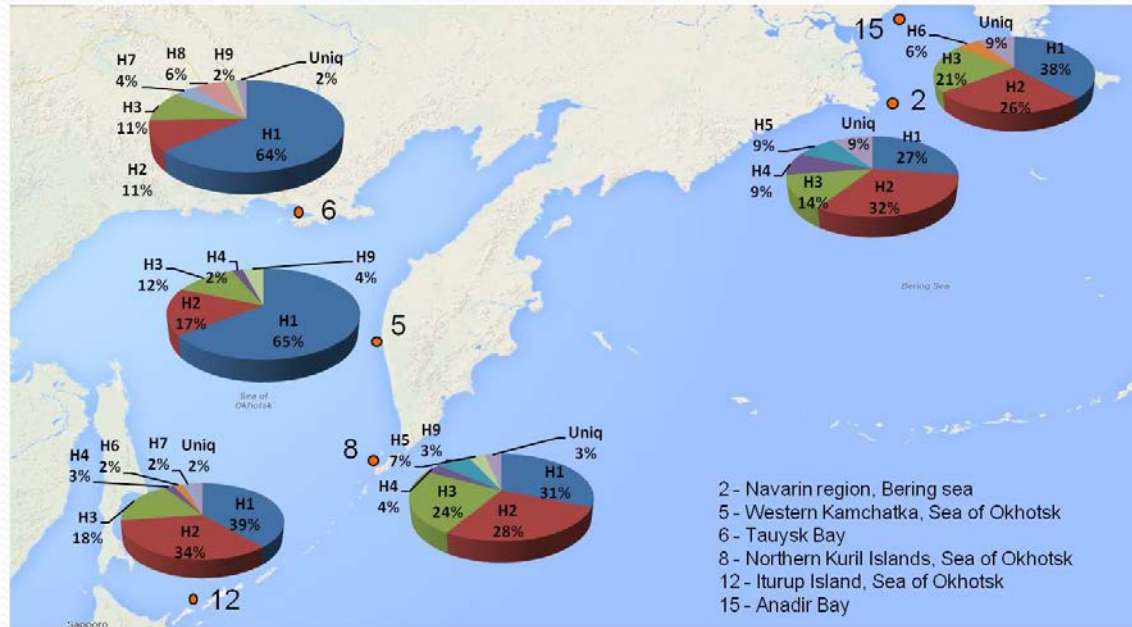 H7
4%
H8
6%
H9
2%
Uniq
2%
H3
11%
H2
11%
H1
64%
6
15
H6
6%
Uniq
9%
H3
21%
H1
38%
H2
26%
2
H5
9%
Uniq
9%
H4
9%
H1
27%
H3
14%
H2
32%
Bering Sea
H3
12%
H4
2%
H9
4%
H2
17%
H1
65%
5
Sea of
Okhotsk
H4
3%
H6
2%
H7
2%
Uniq
2%
H3
18%
H1
39%
H2
34%
12
Sapporo
8
H5
7%
H9
3%
Uniq
3%
H4
4%
H3
24%
H1
31%
H2
28%
2 - Navarin region, Bering sea
5 - Western Kamchatka, Sea of Okhotsk
6 - Tauysk Bay
8 - Northern Kuril Islands, Sea of Okhotsk
12 - Iturup Island, Sea of Okhotsk
15 - Anadir Bay